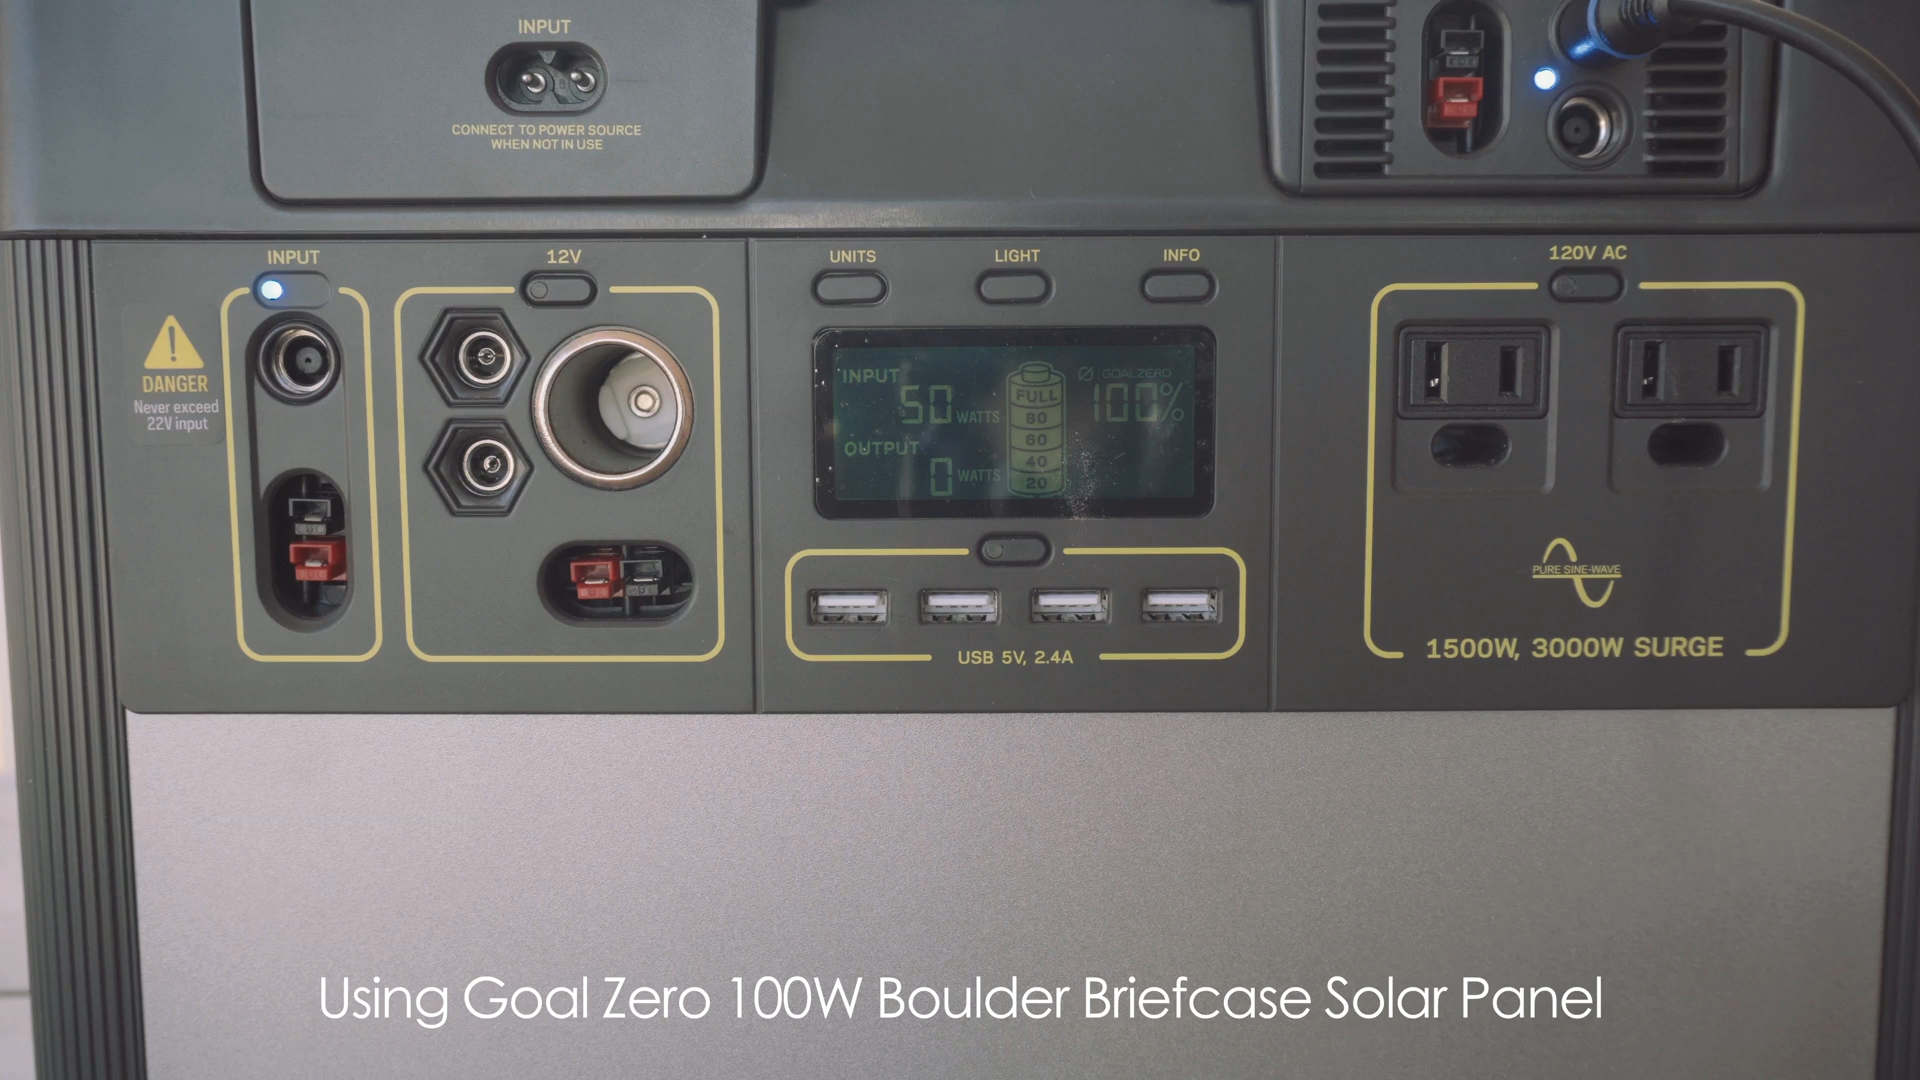 INPUT
CONNECT TO POWER SOURCE
WHEN NOT IN USE
INPUT
12V
UNITS
LIGHT
INFO
120V AC
DANGER
Never exceed
22V input
INPUT
50 WATTS
OUTPUT
0 WATTS
FULL
80
60
40
20
GOALZERO
100%
USB 5V, 2.4A
PURE SINE-WAVE
1500W, 3000W SURGE
Using Goal Zero 100W Boulder Briefcase Solar Panel